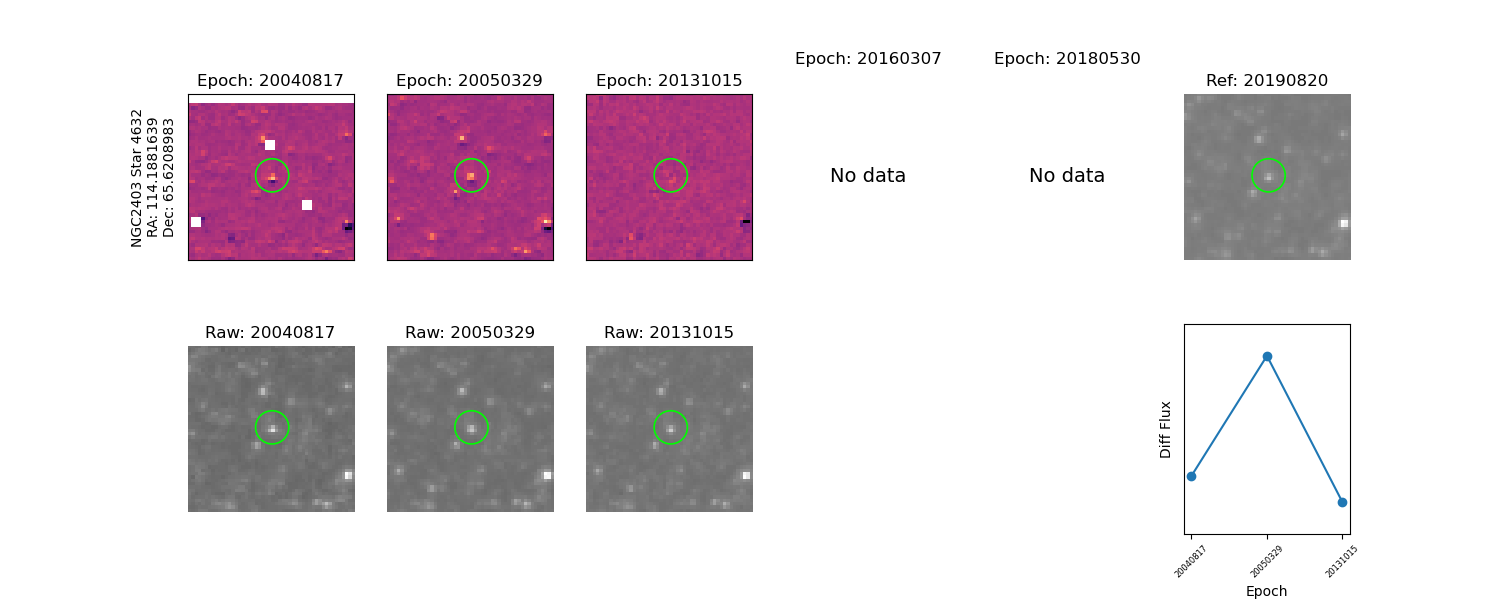 Epoch: 20040817
Epoch: 20050329
Epoch: 20131015
Epoch: 20160307
Epoch: 20180530
Ref: 20190820
NGC2403 Star 4632
RA: 114.1881639
Dec: 65.6208983
No data
No data
Raw: 20040817
Raw: 20050329
Raw: 20131015
Diff Flux
20040817
20050329
20131015
Epoch